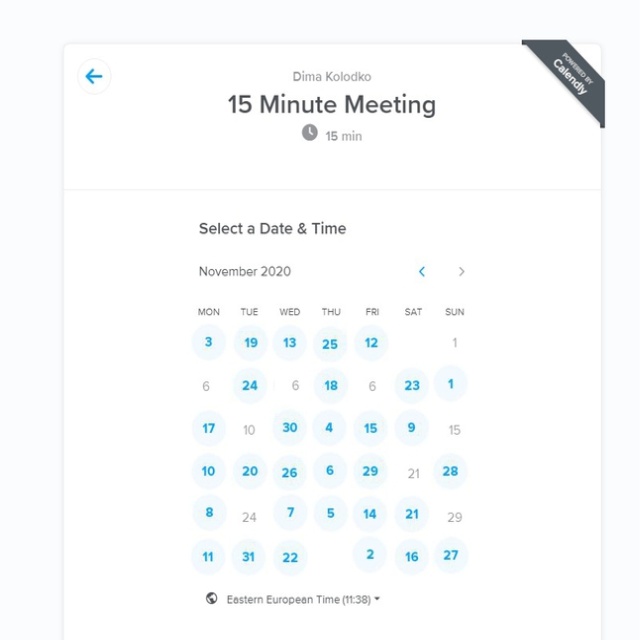 POWERED BY
Calendly
Dima Kolodko
15 Minute Meeting
15 min
Select a Date & Time
November 2020
MON TUE WED THU FRI SAT SUN
3 19 13 25 12 1
6 24 6 18 6 23 1
17 10 30 4 15 9 15
10 20 26 6 29 21 28
8 24 7 5 14 21 29
11 31 22 2 16 27
Eastern European Time (11:38)